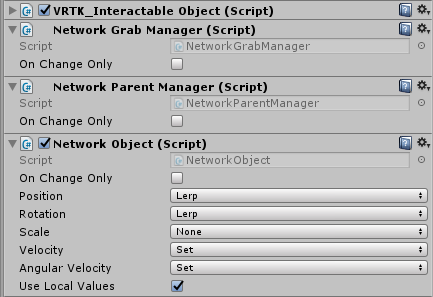 VRTK_Interactable Object (Script)
Network Grab Manager (Script)
Script NetworkGrabManager
On Change Only
Network Parent Manager (Script)
Script NetworkParentManager
On Change Only
Network Object (Script)
Script NetworkObject
On Change Only
Position Lerp
Rotation Lerp
Scale None
Velocity Set
Angular Velocity Set
Use Local Values